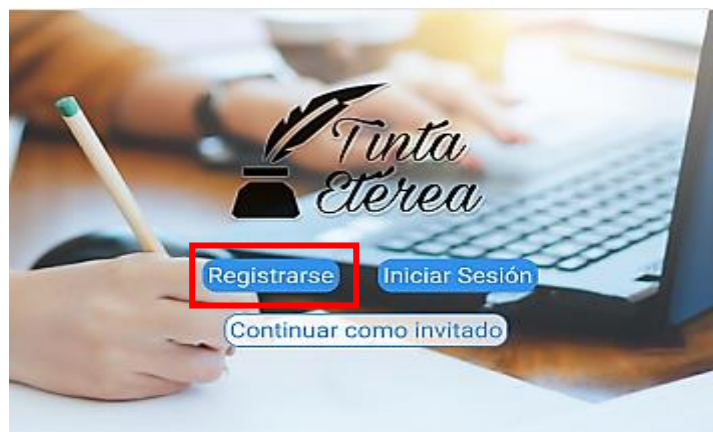 Tinta
Etérea
Registrarse Iniciar Sesión
Continuar como invitado